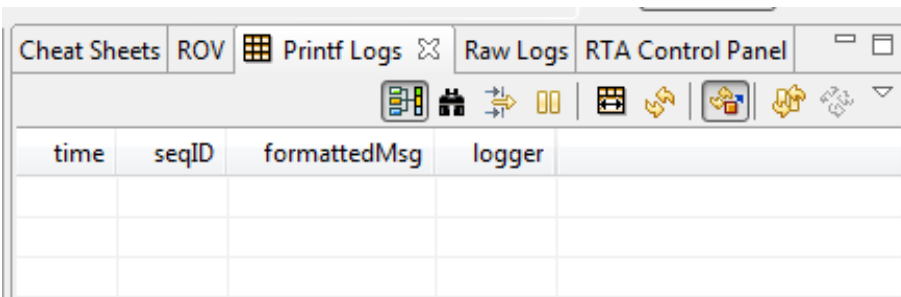 Cheat Sheets ROV Printf Logs Raw Logs RTA Control Panel
time seqID formattedMsg logger